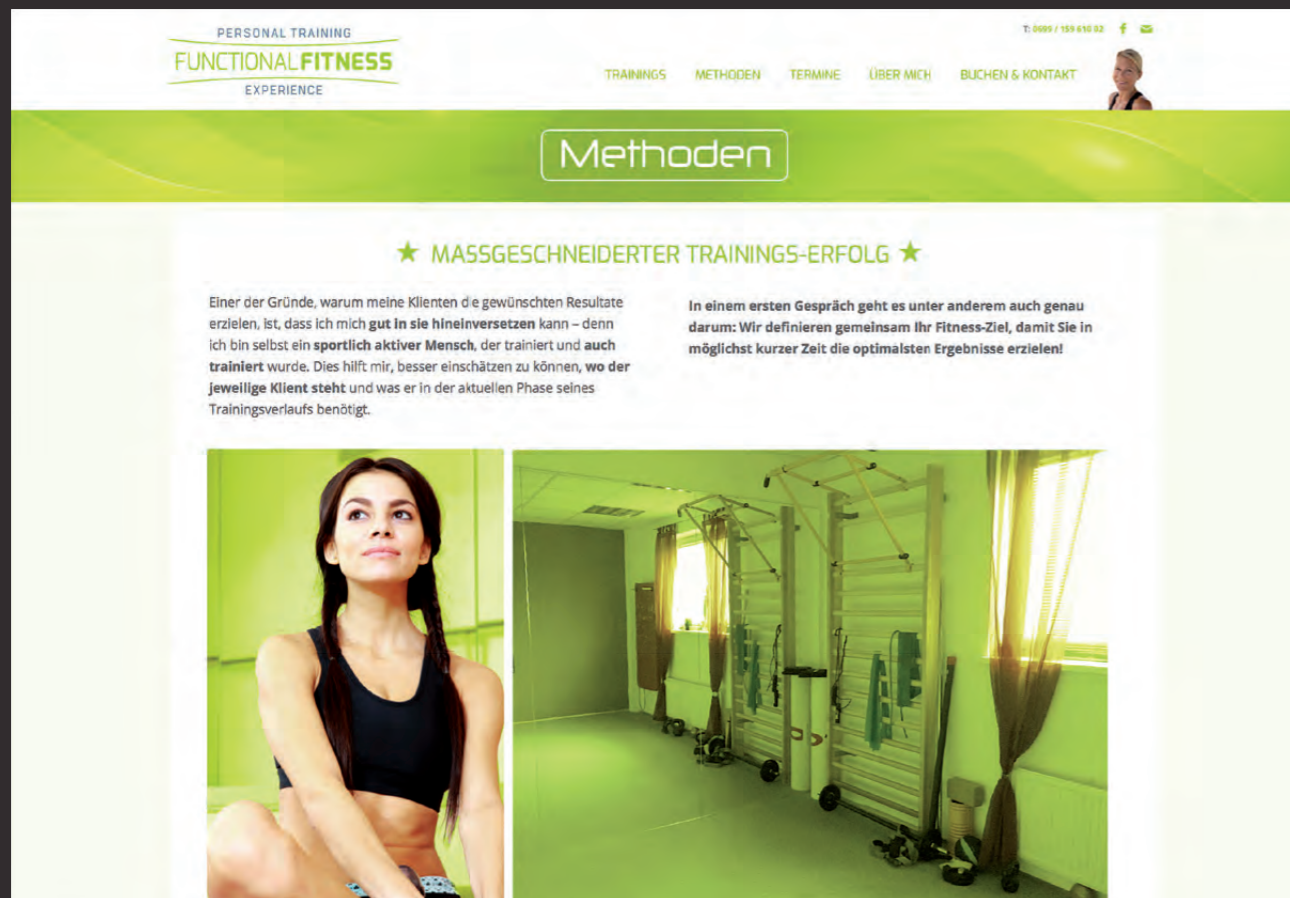 PERSONAL TRAINING
FUNCTIONALFITNESS
EXPERIENCE
T: 0699 / 159 610 02
TRAININGS METHODEN TERMINE ÜBER MICH BUCHEN & KONTAKT
Methoden
★ MASSGESCHNEIDERTER TRAININGS-ERFOLG ★
Einer der Gründe, warum meine Klienten die gewünschten Resultate
erzielen, ist, dass ich mich gut in sie hineinversetzen kann – denn
ich bin selbst ein sportlich aktiver Mensch, der trainiert und auch
trainiert wurde. Dies hilft mir, besser einschätzen zu können, wo der
jeweilige Klient steht und was er in der aktuellen Phase seines
Trainingsverlaufs benötigt.
In einem ersten Gespräch geht es unter anderem auch genau
darum: Wir definieren gemeinsam Ihr Fitness-Ziel, damit Sie in
möglichst kurzer Zeit die optimalsten Ergebnisse erzielen!